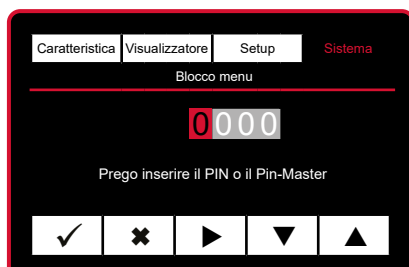 Caratteristica Visualizzatore Setup Sistema
Blocco menu
0000
Prego inserire il PIN o il Pin-Master